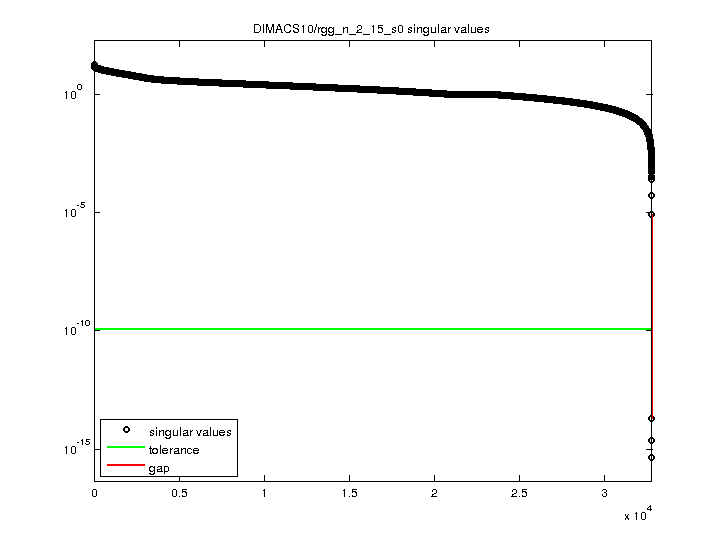 DIMACS10/rgg_n_2_15_s0 singular values
10^0
10^-5
10^-10
10^-15
singular values
tolerance
gap
0 0.5 1 1.5 2 2.5 3
x 10^4